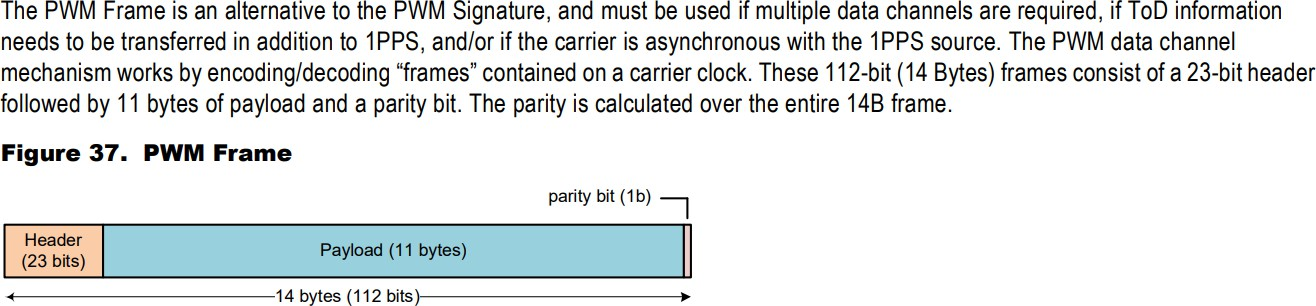 The PWM Frame is an alternative to the PWM Signature, and must be used if multiple data channels are required, if ToD information
needs to be transferred in addition to 1PPS, and/or if the carrier is asynchronous with the 1PPS source. The PWM data channel
mechanism works by encoding/decoding “frames” contained on a carrier clock. These 112-bit (14 Bytes) frames consist of a 23-bit header
followed by 11 bytes of payload and a parity bit. The parity is calculated over the entire 14B frame.
Figure 37. PWM Frame
parity bit (1b)
Header
(23 bits)
Payload (11 bytes)
14 bytes (112 bits)